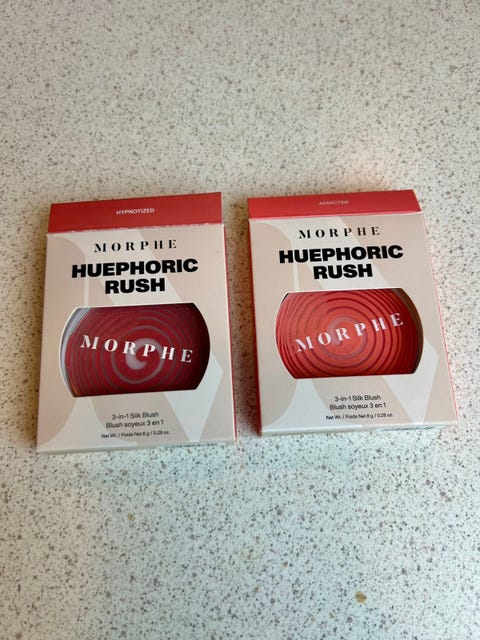 HYPNOTIZED
MORPHE
HUEPHORIC
RUSH
MORPHE
3-in-1 Silk Blush
Blush soyeux 3 en 1
Net Wt. / Poids Net 8 g / 0.28 oz.
ADDICTED
MORPHE
HUEPHORIC
RUSH
MORPHE
3-in-1 Silk Blush
Blush soyeux 3 en 1
Net Wt. / Poids Net 8 g / 0.28 oz.